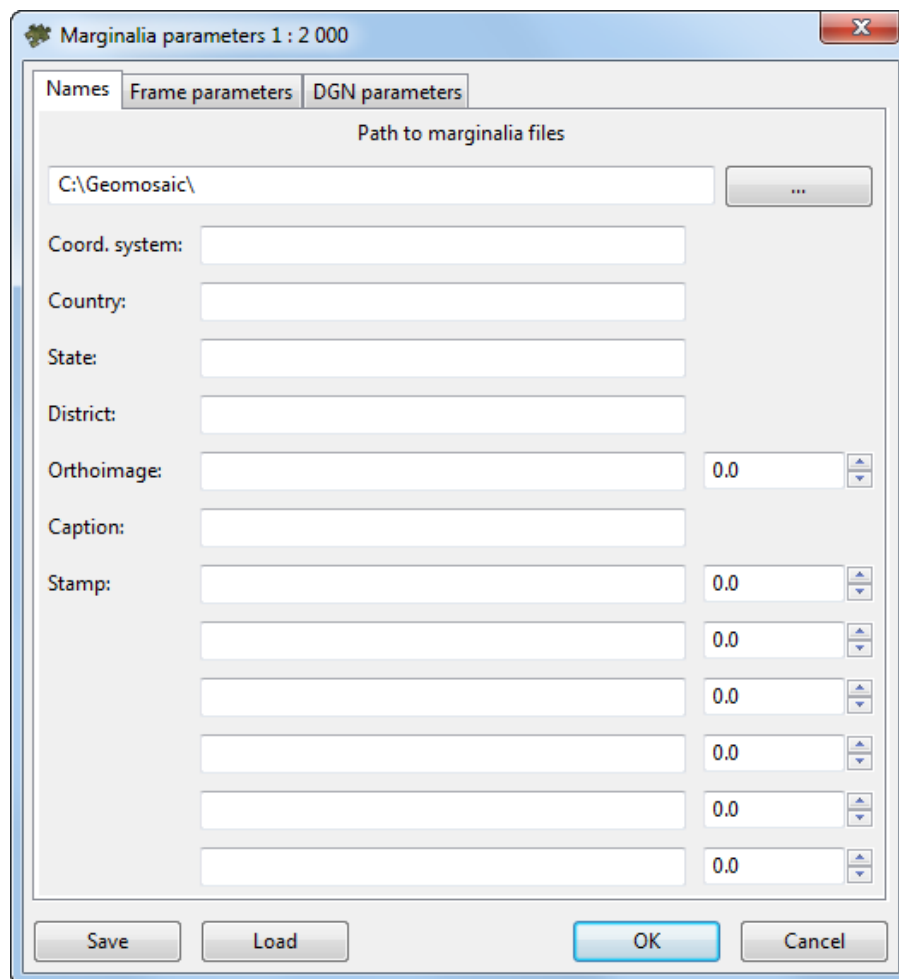 Marginalia parameters 1 : 2 000
Names Frame parameters DGN parameters
Path to marginalia files
C:\Geomosaic\ ...
Coord. system:
Country:
State:
District:
Orthoimage: 0.0
Caption:
Stamp: 0.0
0.0
0.0
0.0
0.0
0.0
Save Load OK Cancel